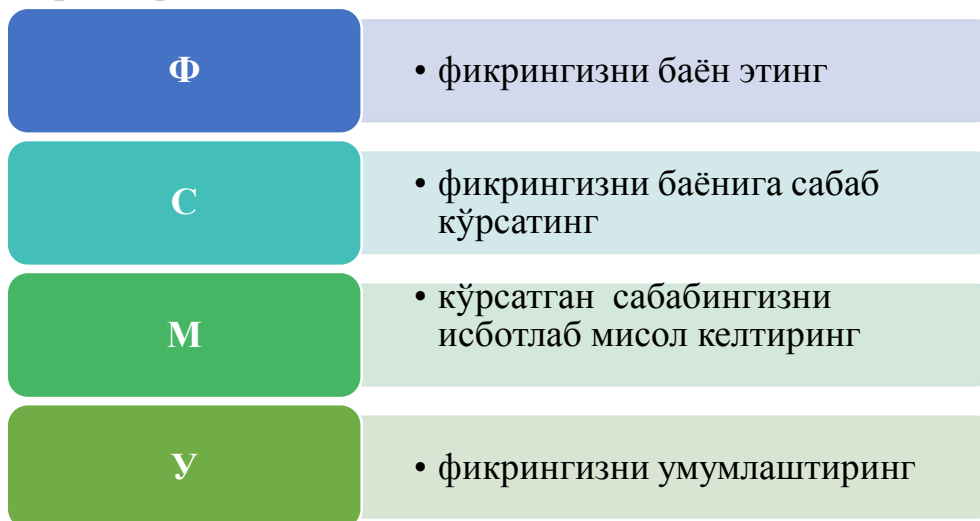 Ф
• фикрингизни баён этинг
С
• фикрингизни баёнига сабаб
кўрсатинг
М
• кўрсатган сабабингизни
исботлаб мисол келтиринг
У
• фикрингизни умумлаштиринг